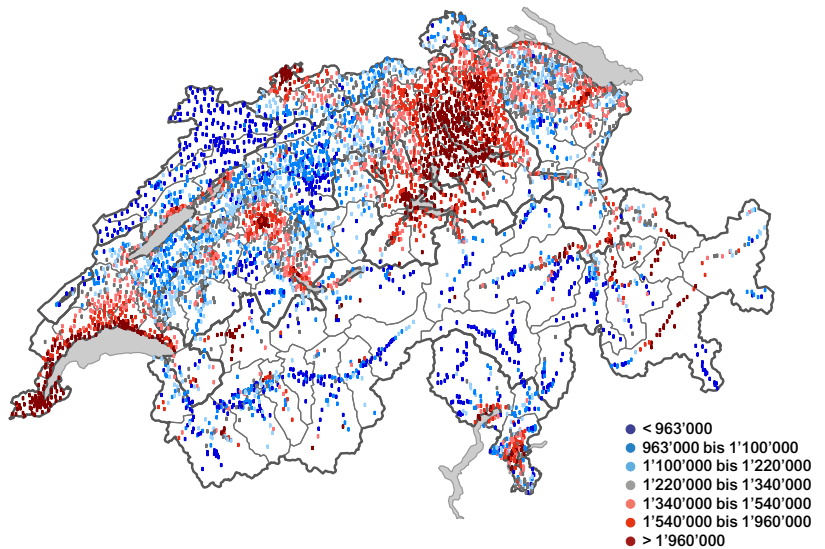 < 963’000
963’000 bis 1’100’000
1’100’000 bis 1’220’000
1’220’000 bis 1’340’000
1’340’000 bis 1’540’000
1’540’000 bis 1’960’000
> 1’960’000